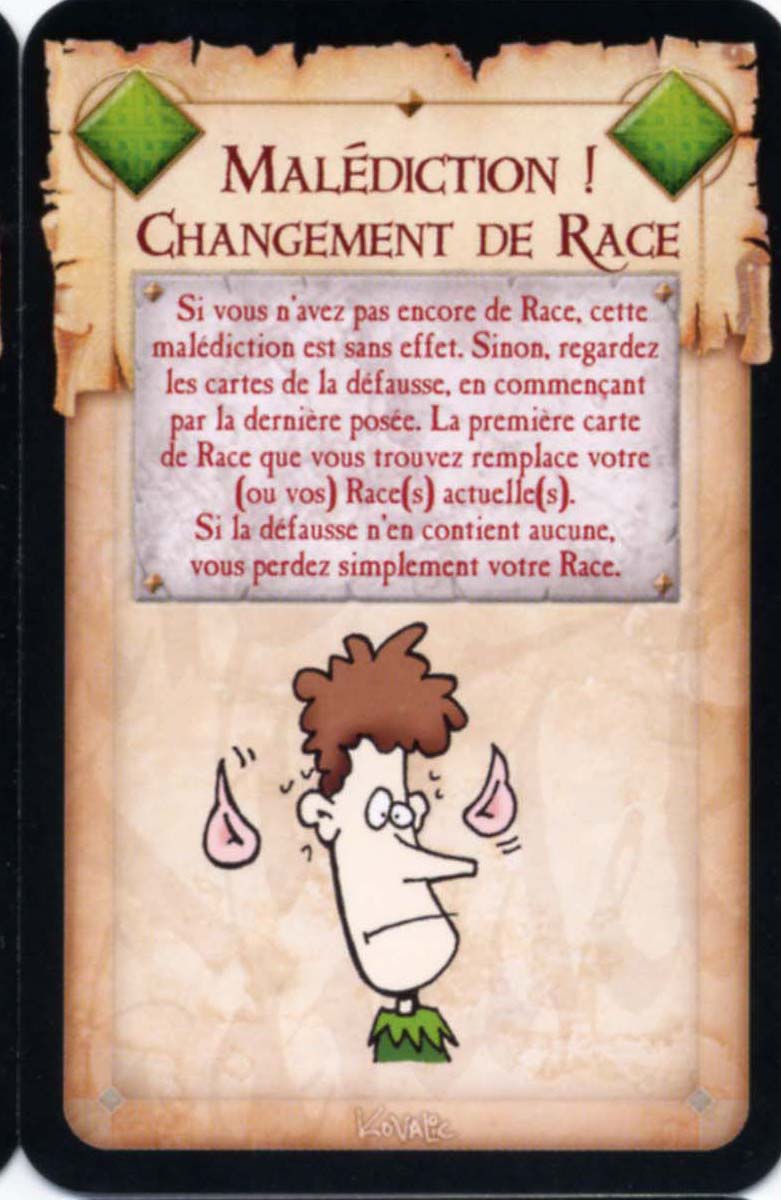 Malédiction !
Changement de Race
Si vous n'avez pas encore de Race, cette
malédiction est sans effet. Sinon, regardez
les cartes de la défausse, en commençant
par la dernière posée. La première carte
de Race que vous trouvez remplace votre
(ou vos) Race(s) actuelle(s).
Si la défausse n'en contient aucune,
vous perdez simplement votre Race.
Kovalic